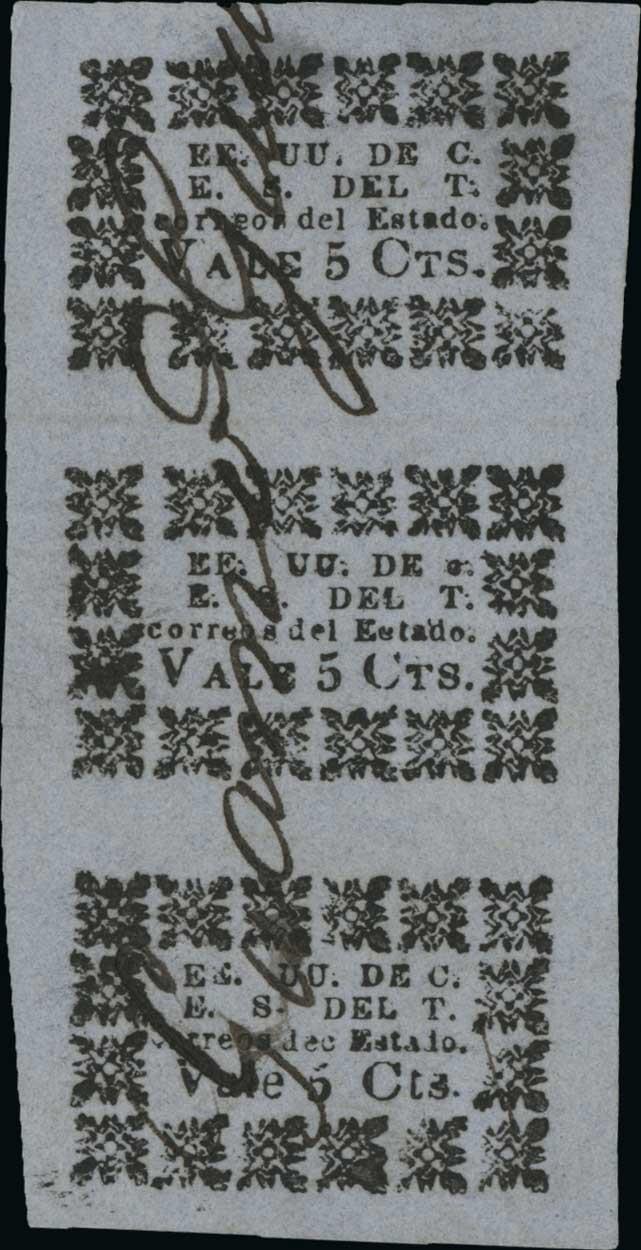 EE. UU. DE C.
E. S. DEL T.
correos del Estado.
VALE 5 CTS.
EE. UU. DE C.
E. S. DEL T.
correos del Estado.
VALE 5 CTS.
EE. UU. DE C.
E. S. DEL T.
correos dec Estado.
Vale 5 Cts.